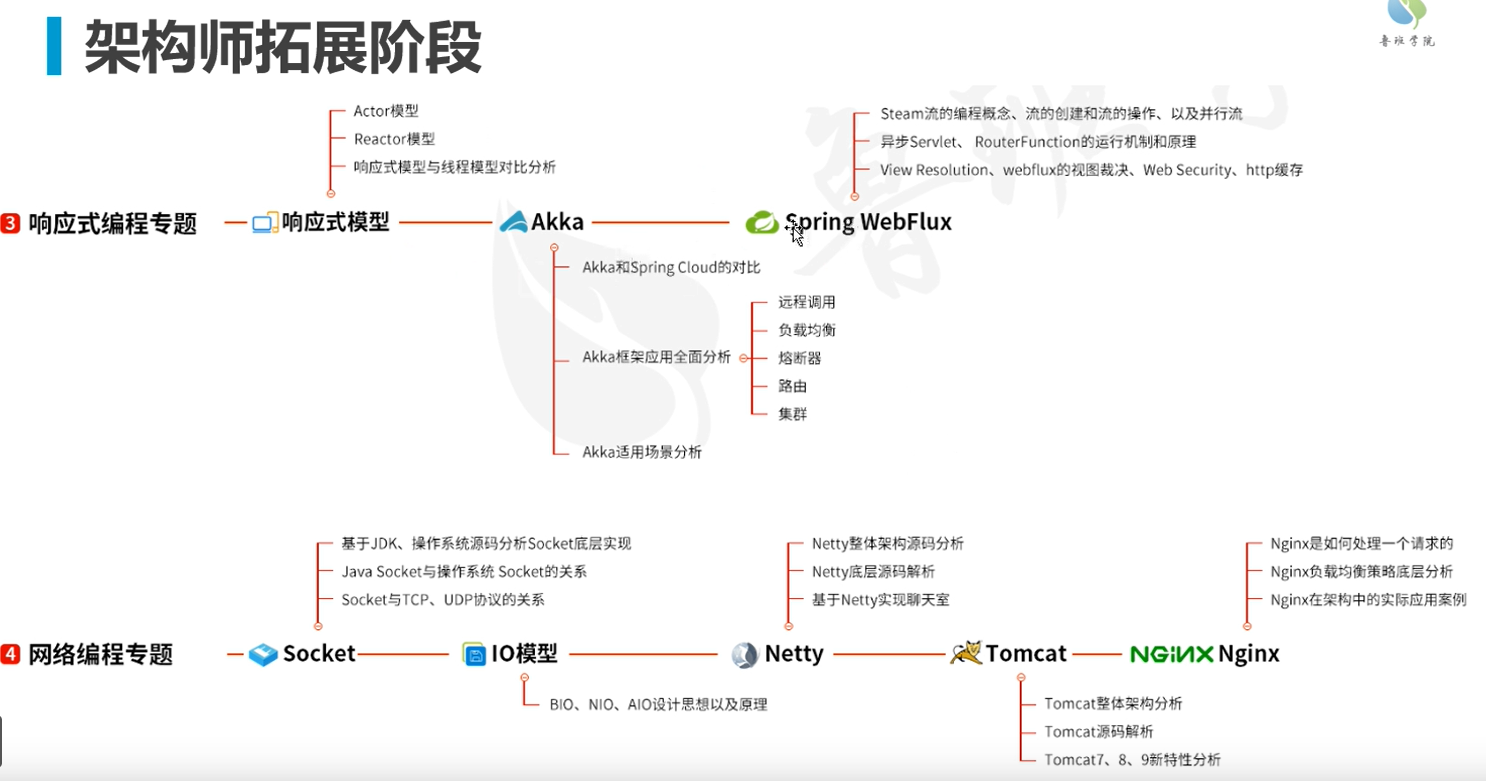 架构师拓展阶段
鲁班学院
Actor模型
Reactor模型
响应式模型与线程模型对比分析
Steam流的编程概念、流的创建和流的操作、以及并行流
异步Servlet、 RouterFunction的运行机制和原理
View Resolution、webflux的视图裁决、Web Security、http缓存
3 响应式编程专题
响应式模型
Akka
Spring WebFlux
Akka和Spring Cloud的对比
Akka框架应用全面分析
远程调用
负载均衡
熔断器
路由
集群
Akka适用场景分析
基于JDK、操作系统源码分析Socket底层实现
Java Socket与操作系统 Socket的关系
Socket与TCP、UDP协议的关系
Netty整体架构源码分析
Netty底层源码解析
基于Netty实现聊天室
Nginx是如何处理一个请求的
Nginx负载均衡策略底层分析
Nginx在架构中的实际应用案例
4 网络编程专题
Socket
IO模型
Netty
Tomcat
NGINX Nginx
BIO、NIO、AIO设计思想以及原理
Tomcat整体架构分析
Tomcat源码解析
Tomcat7、8、9新特性分析